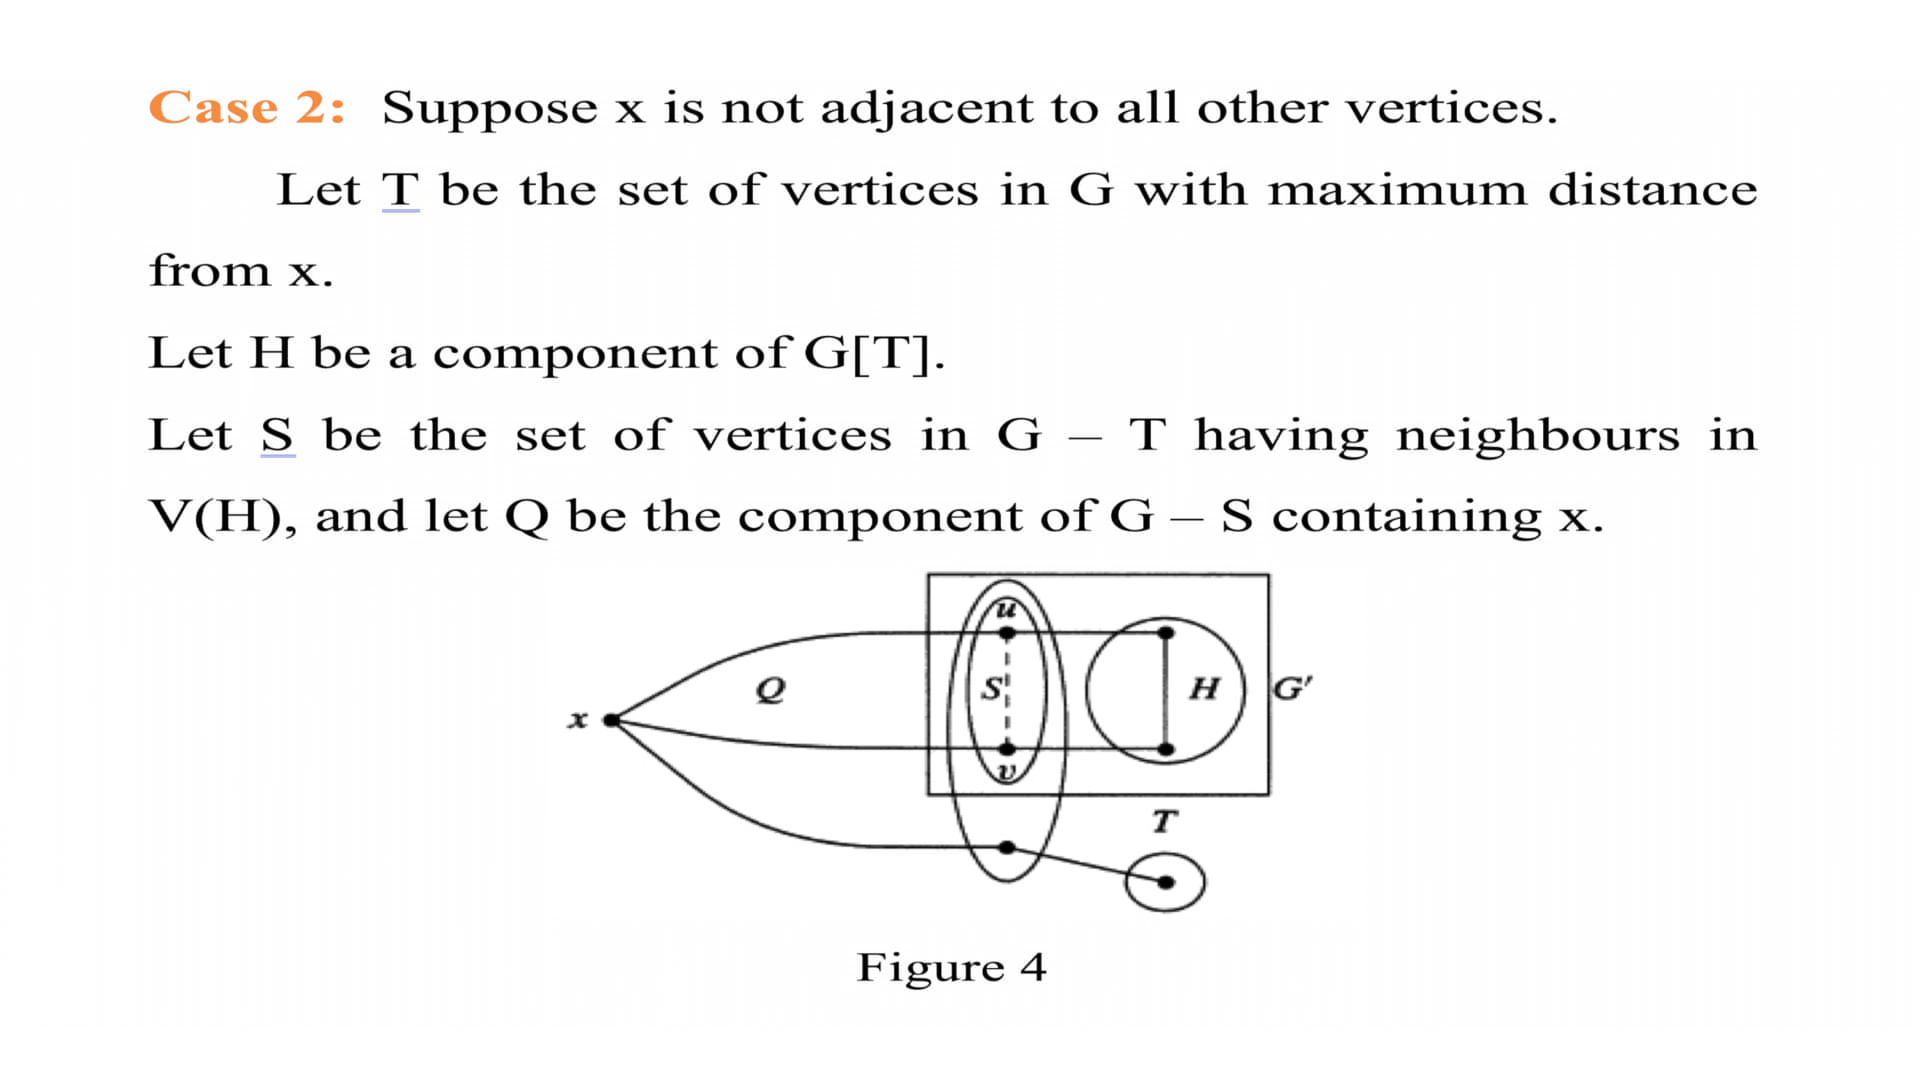 Case 2: Suppose x is not adjacent to all other vertices.
Let T be the set of vertices in G with maximum distance
from x.
Let H be a component of G[T].
Let S be the set of vertices in G – T having neighbours in
V(H), and let Q be the component of G – S containing x.
u
Q
S
H
G'
x
v
T
Figure 4